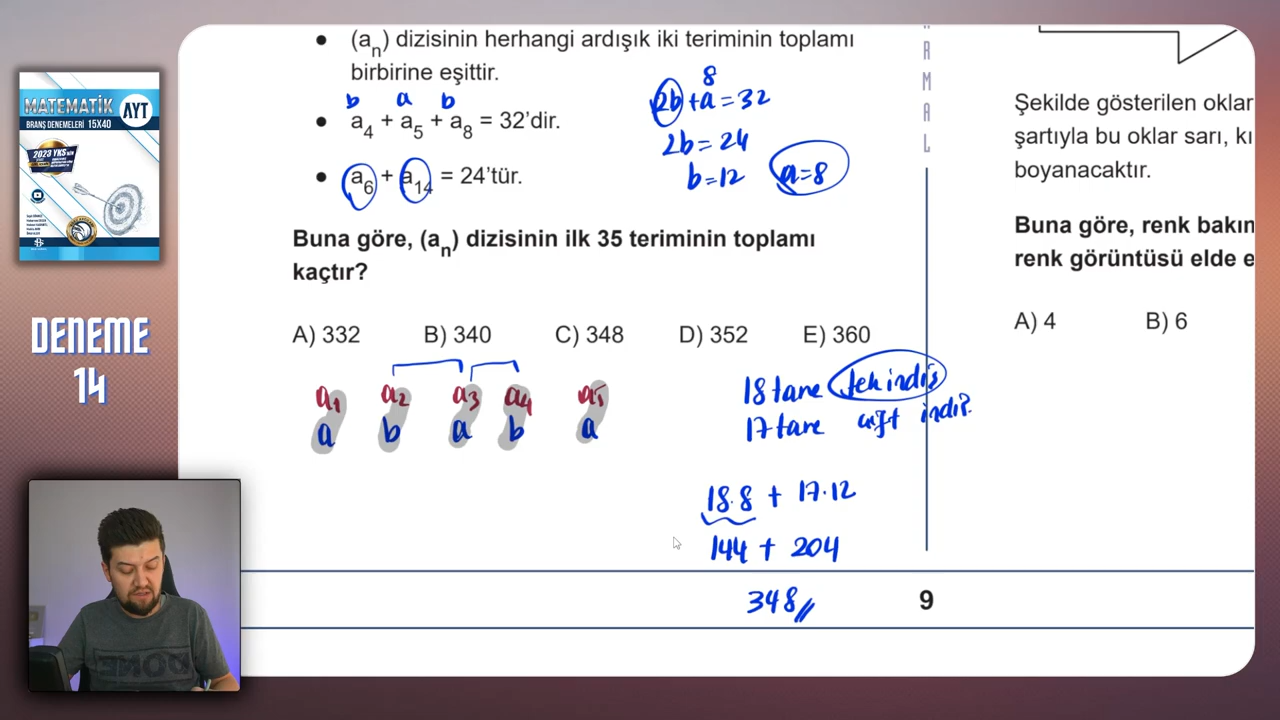 MATEMATİK
AYT
BRANŞ DENEMELERİ 15X40
DENEME
14
• (an) dizisinin herhangi ardışık iki teriminin toplamı
birbirine eşittir.
b a b
• a4 + a5 + a8 = 32'dir.
• a6 + a14 = 24'tür.
8
2b + a = 32
2b = 24
b = 12 a = 8
Buna göre, (an) dizisinin ilk 35 teriminin toplamı
kaçtır?
A) 332 B) 340 C) 348 D) 352 E) 360
a1 a2 a3 a4 a5
a b a b a
18 tane tek indis
17 tane çift indis
18.8 + 17.12
144 + 204
348
9
R
M
A
L
Şekilde gösterilen oklar
şartıyla bu oklar sarı, kı
boyanacaktır.
Buna göre, renk bakın
renk görüntüsü elde e
A) 4 B) 6